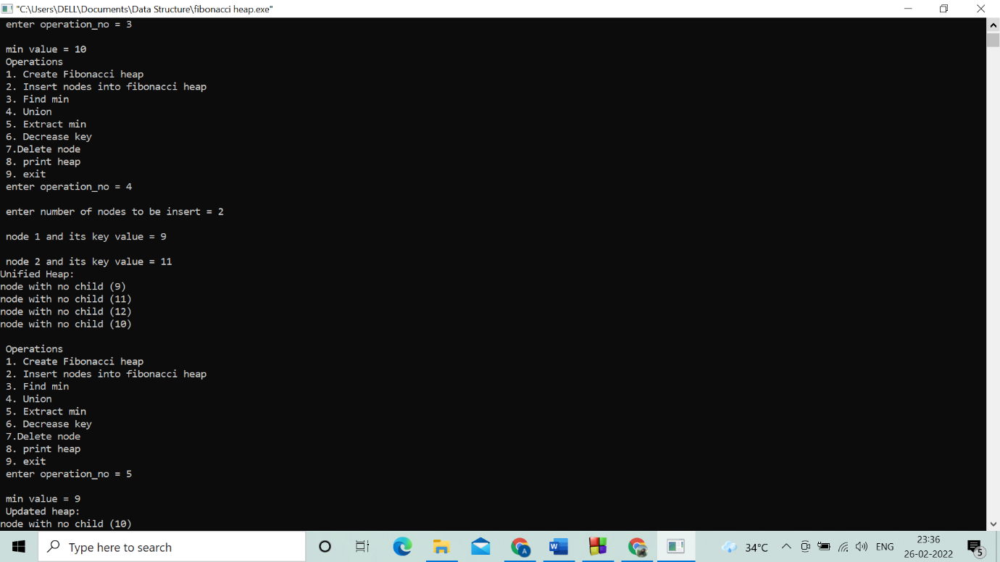 "C:\Users\DELL\Documents\Data Structure\fibonacci heap.exe"
enter operation_no = 3
min value = 10
Operations
1. Create Fibonacci heap
2. Insert nodes into fibonacci heap
3. Find min
4. Union
5. Extract min
6. Decrease key
7.Delete node
8. print heap
9. exit
enter operation_no = 4
enter number of nodes to be insert = 2
node 1 and its key value = 9
node 2 and its key value = 11
Unified Heap:
node with no child (9)
node with no child (11)
node with no child (12)
node with no child (10)
Operations
1. Create Fibonacci heap
2. Insert nodes into fibonacci heap
3. Find min
4. Union
5. Extract min
6. Decrease key
7.Delete node
8. print heap
9. exit
enter operation_no = 5
min value = 9
Updated heap:
node with no child (10)
Type here to search
A
W
34°C
ENG
23:36
26-02-2022
5